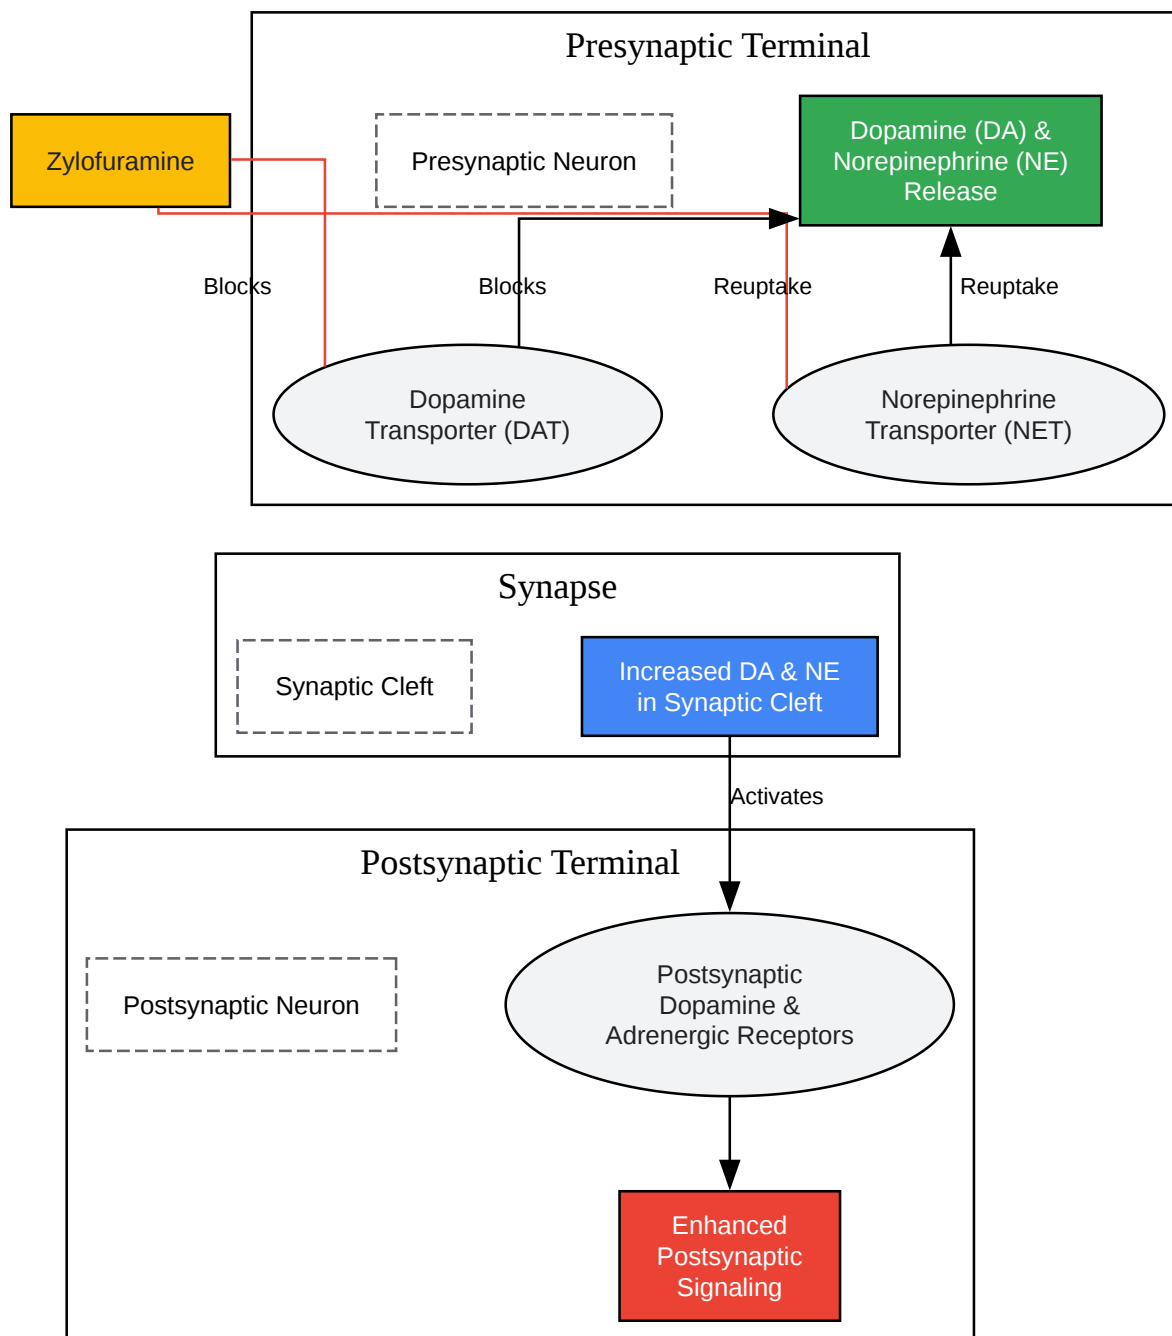 Presynaptic Terminal
Zylofuramine
Presynaptic Neuron
Dopamine (DA) &
Norepinephrine (NE)
Release
Blocks
Blocks
Reuptake
Reuptake
Dopamine
Transporter (DAT)
Norepinephrine
Transporter (NET)
Synapse
Synaptic Cleft
Increased DA & NE
in Synaptic Cleft
Activates
Postsynaptic Terminal
Postsynaptic Neuron
Postsynaptic
Dopamine &
Adrenergic Receptors
Enhanced
Postsynaptic
Signaling